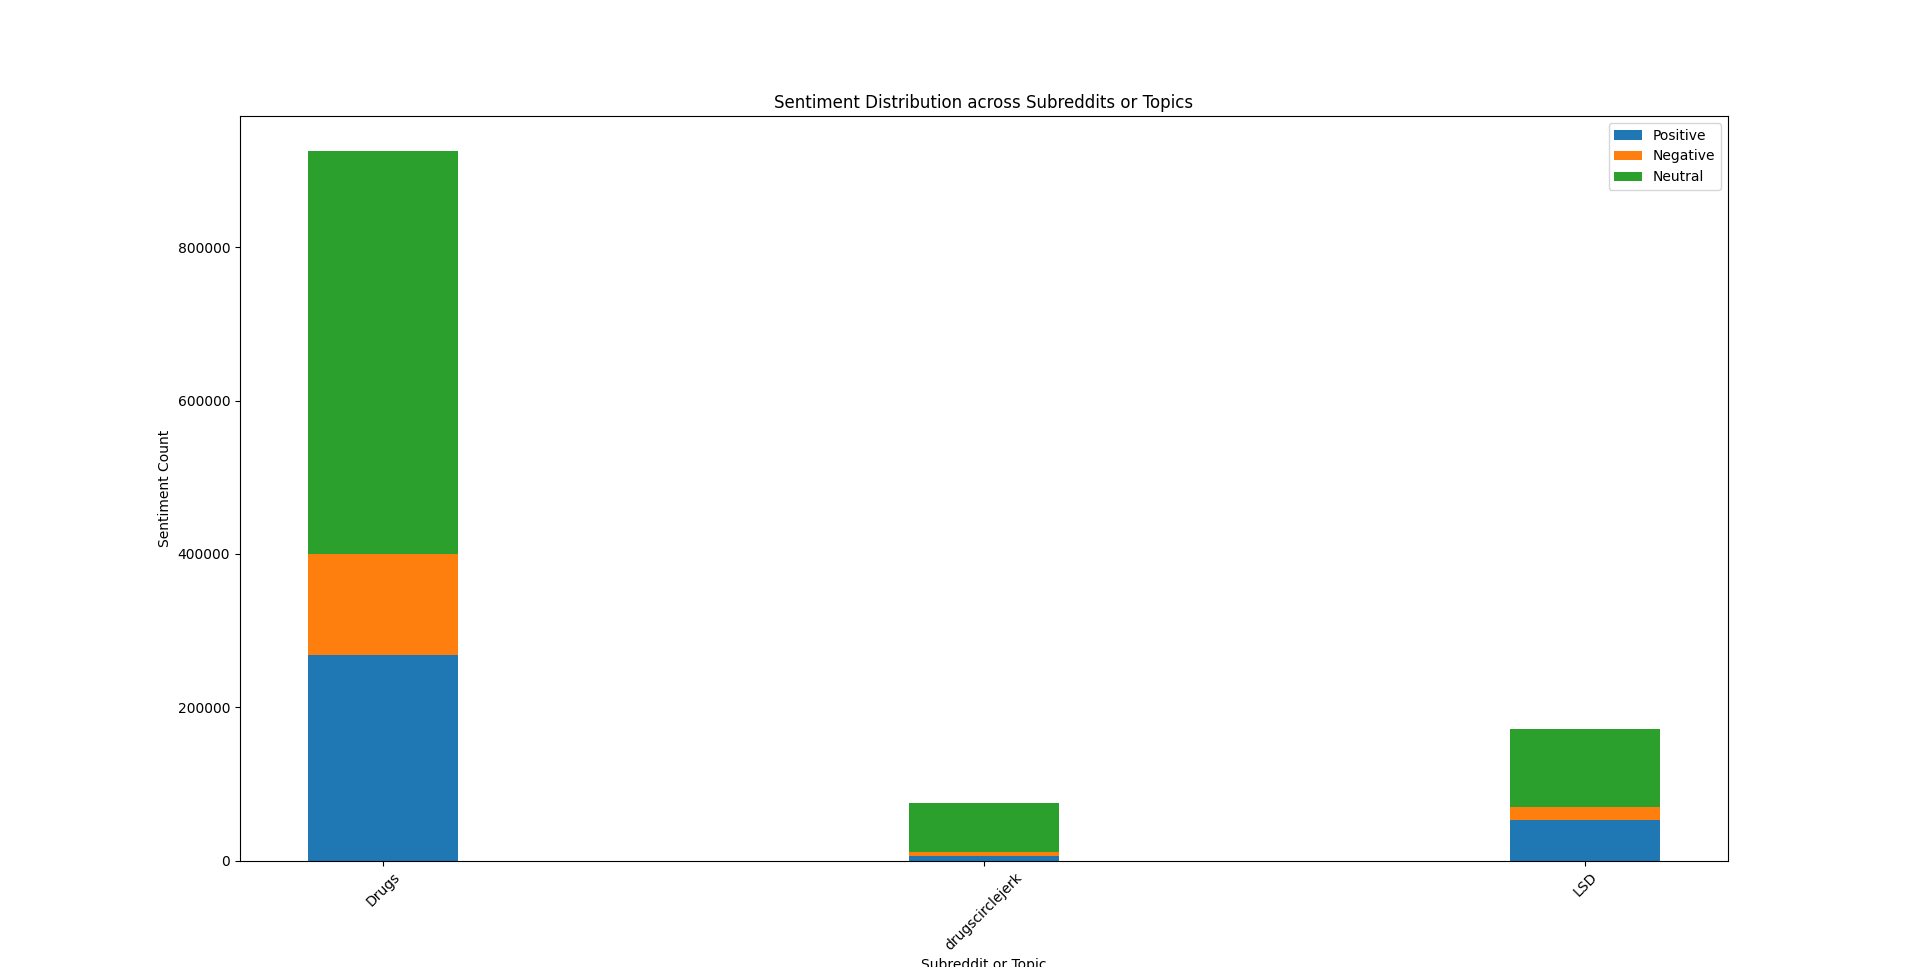 Sentiment Distribution across Subreddits or Topics
Positive
Negative
Neutral
800000
600000
400000
200000
0
Sentiment Count
Drugs
drugscirclejerk
LSD
Subreddit or Topic